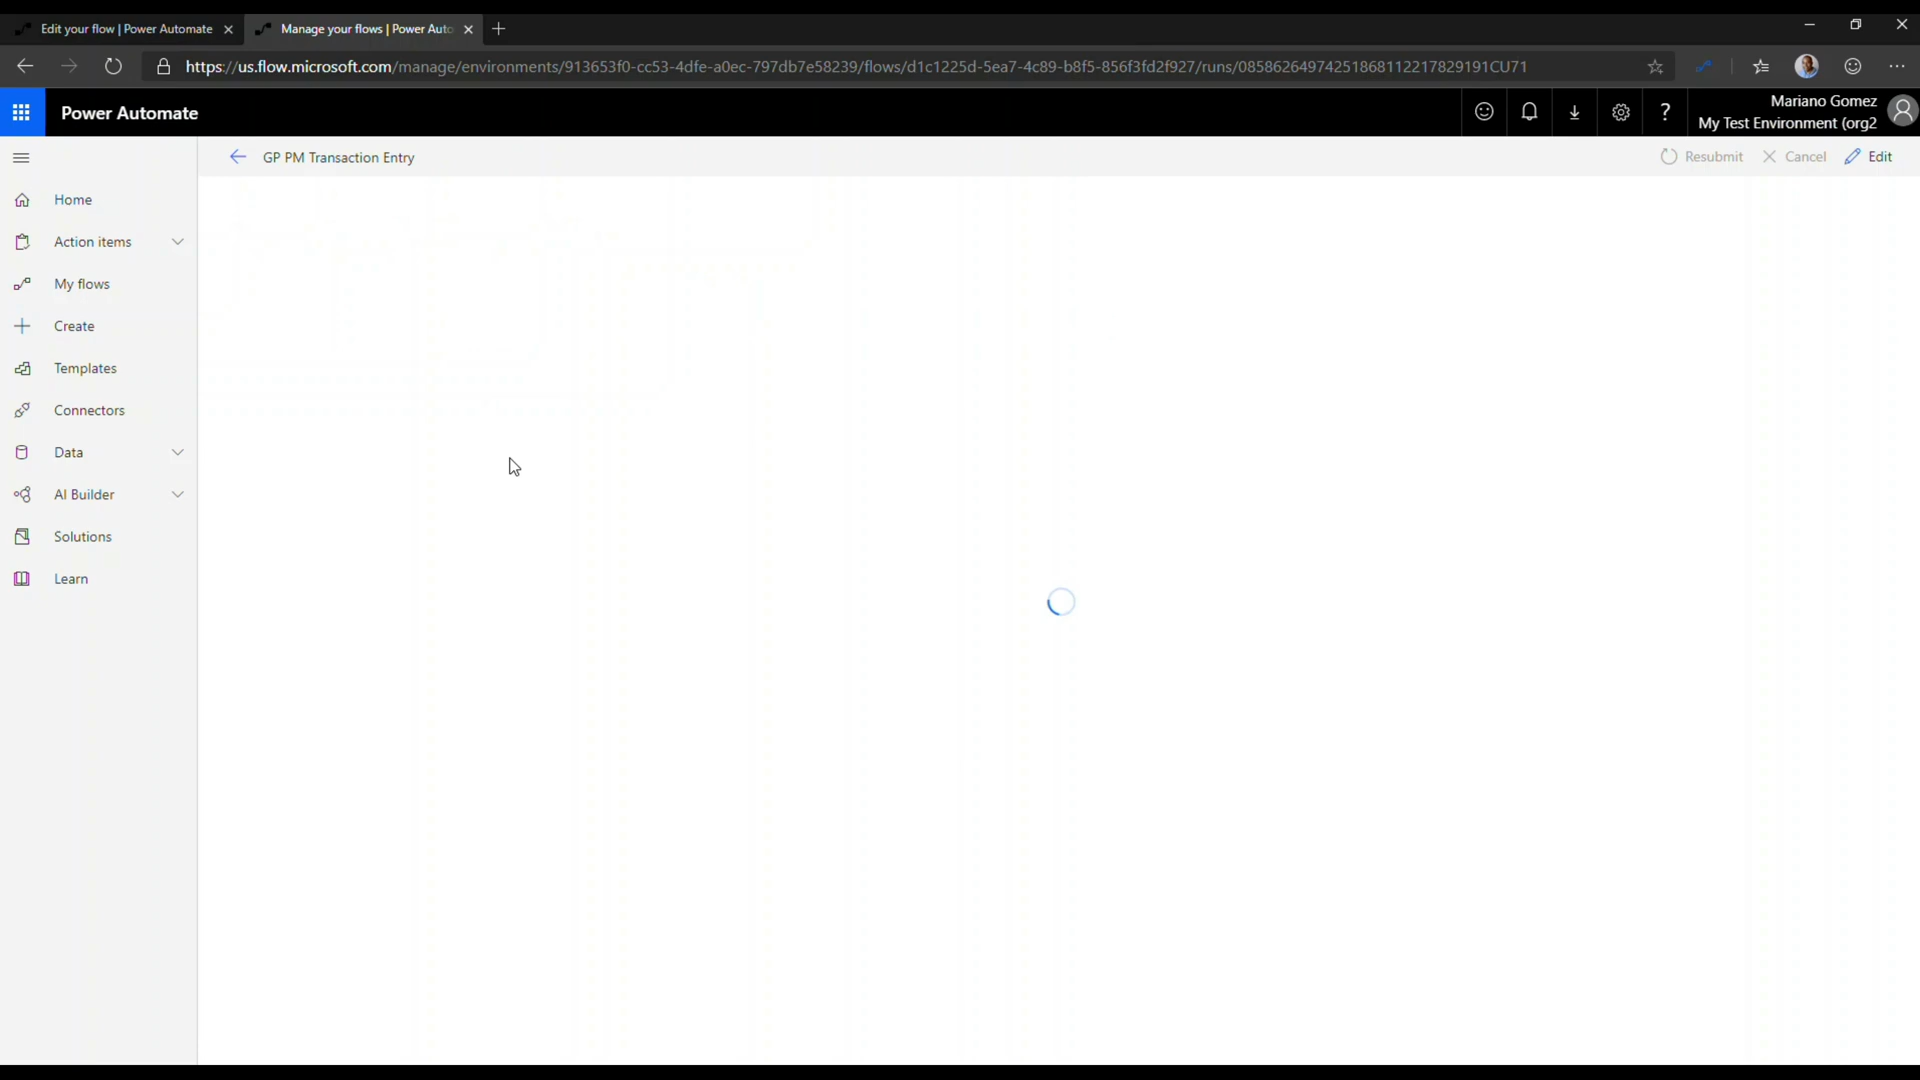 Edit your flow | Power Automate
Manage your flows | Power Auto
https://us.flow.microsoft.com/manage/environments/913653f0-cc53-4dfe-a0ec-797db7e58239/flows/d1c1225d-5ea7-4c89-b8f5-856f3fd2f927/runs/08586264974251868112217829191CU71
Power Automate
?
Mariano Gomez
My Test Environment (org2
GP PM Transaction Entry
Resubmit
Cancel
Edit
Home
Action items
My flows
Create
Templates
Connectors
Data
AI Builder
Solutions
Learn